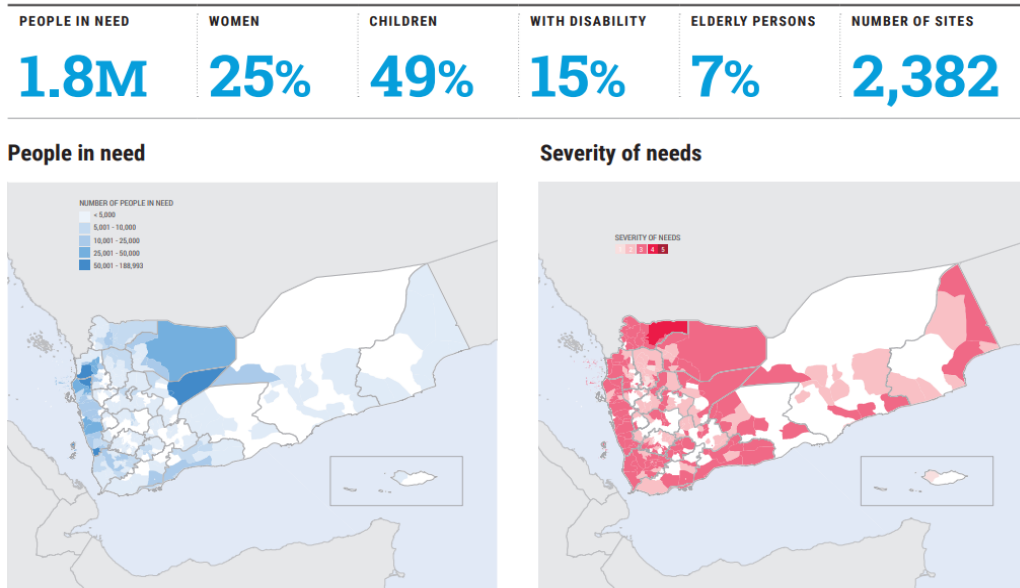 PEOPLE IN NEED
WOMEN
CHILDREN
WITH DISABILITY
ELDERLY PERSONS
NUMBER OF SITES
1.8M
25%
49%
15%
7%
2,382
People in need
Severity of needs
NUMBER OF PEOPLE IN NEED
< 5,000
5,001 - 10,000
10,001 - 25,000
25,001 - 50,000
50,001 - 188,993
SEVERITY OF NEEDS
1 2 3 4 5